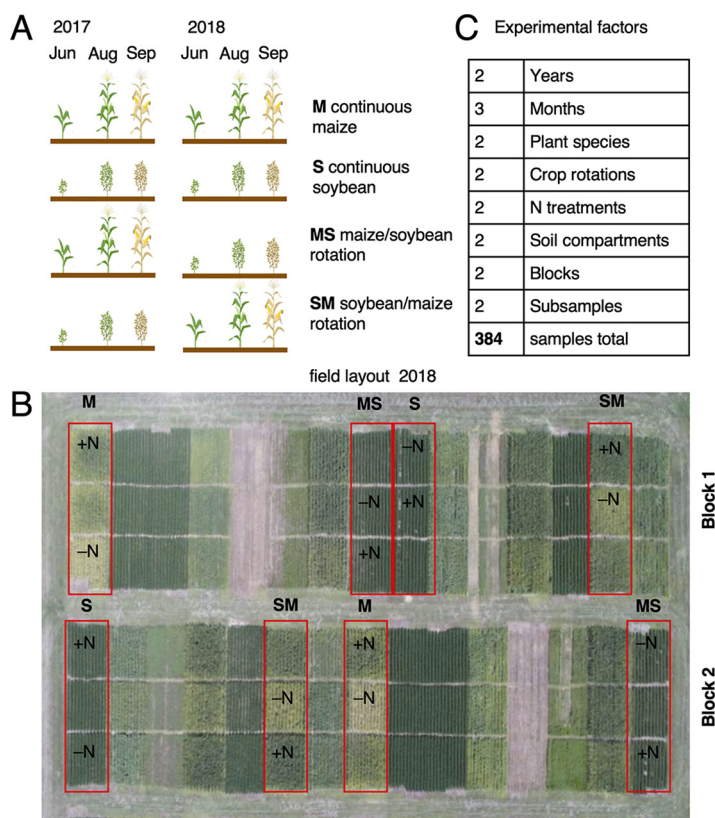 A
2017
2018
Jun Aug Sep
Jun Aug Sep
M continuous
maize
S continuous
soybean
MS maize/soybean
rotation
SM soybean/maize
rotation
C
Experimental factors
2 Years
3 Months
2 Plant species
2 Crop rotations
2 N treatments
2 Soil compartments
2 Blocks
2 Subsamples
384 samples total
field layout 2018
B
M MS S SM
+N –N +N
–N +N –N
–N +N
Block 1
S SM M MS
+N +N –N
–N –N
–N +N +N
Block 2